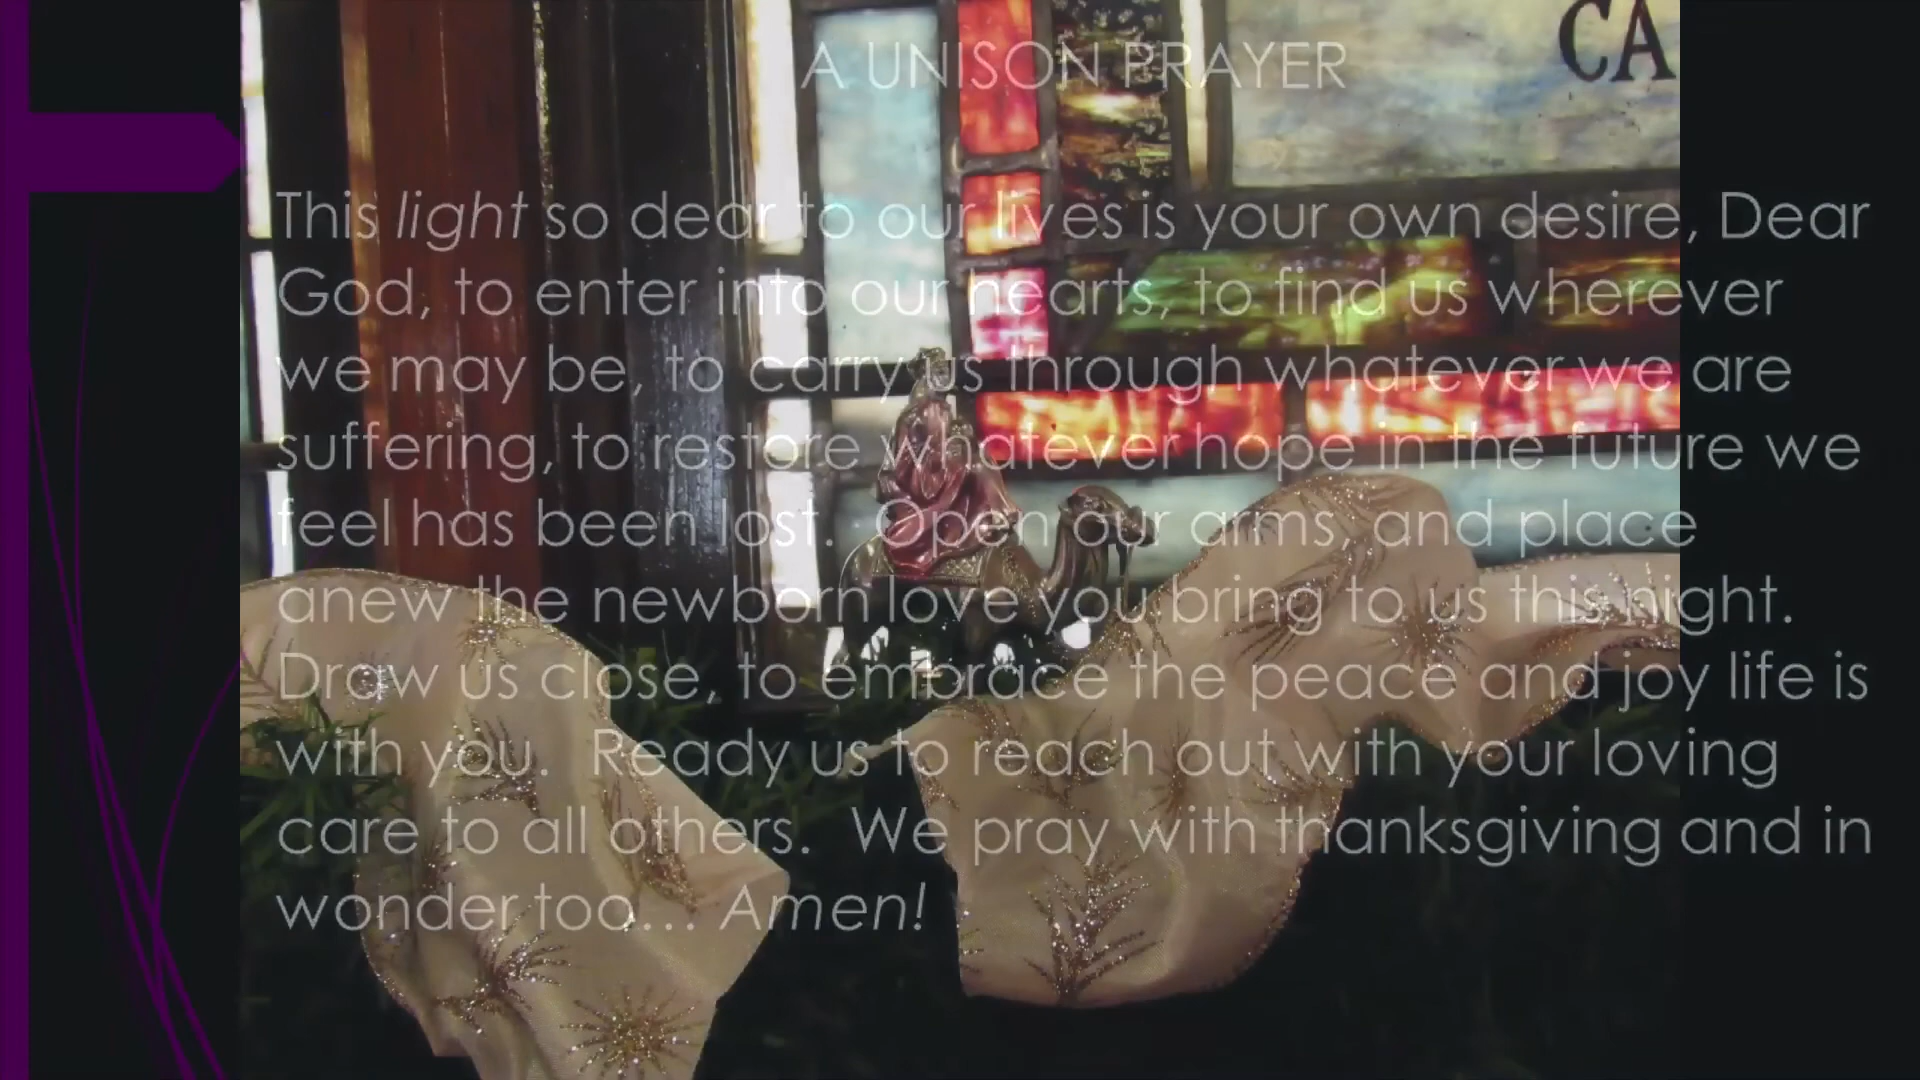 CA
A UNISON PRAYER
This light so dear to our lives is your own desire, Dear
God, to enter into our hearts, to find us wherever
we may be, to carry us through whatever we are
suffering, to restore whatever hope in the future we
feel has been lost.  Open our arms, and place
anew the newborn love you bring to us this night.
Draw us close, to embrace the peace and joy life is
with you.  Ready us to reach out with your loving
care to all others.  We pray with thanksgiving and in
wonder too… Amen!